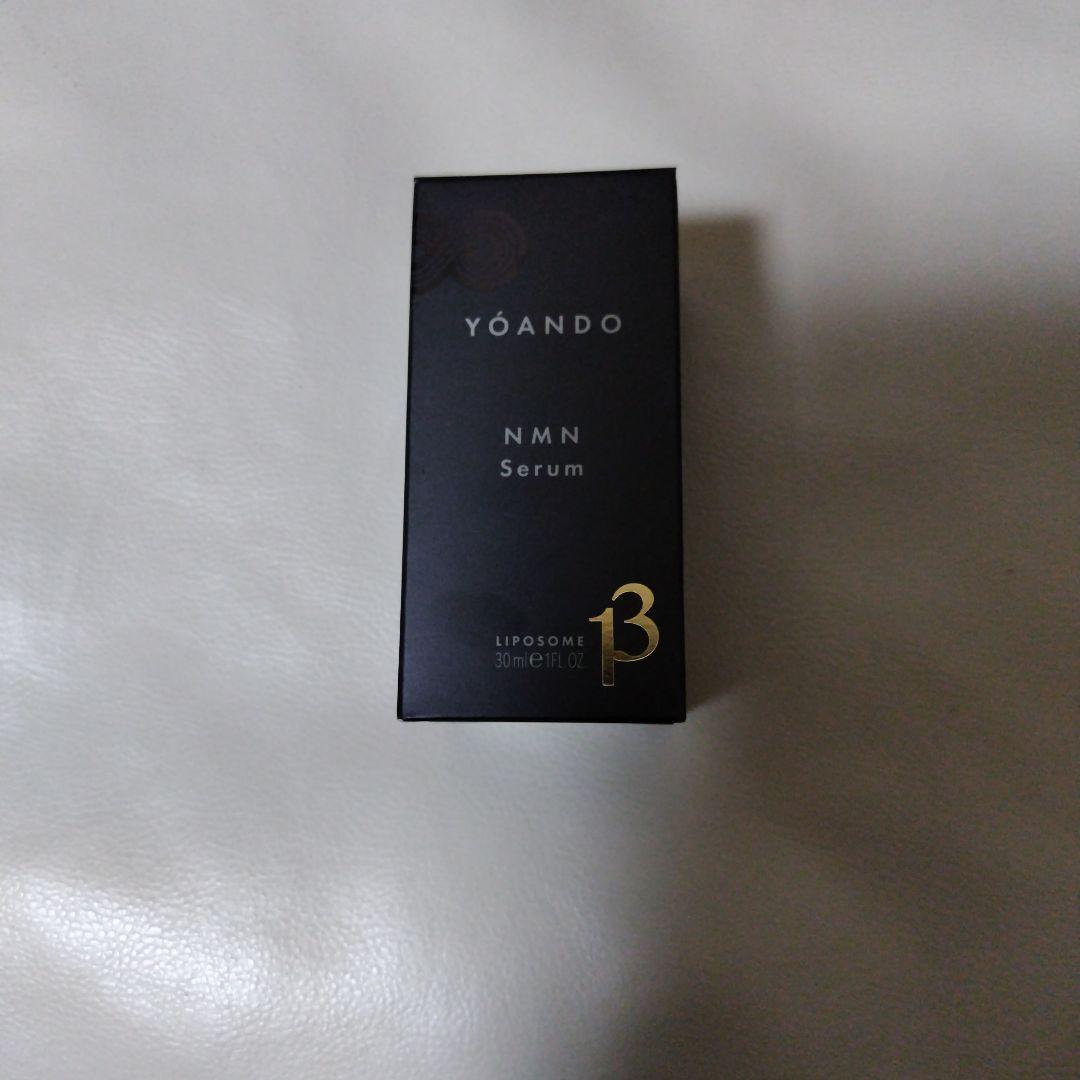 YÓANDO
NMN
Serum
LIPOSOME
30ml℮1FL.OZ.
13